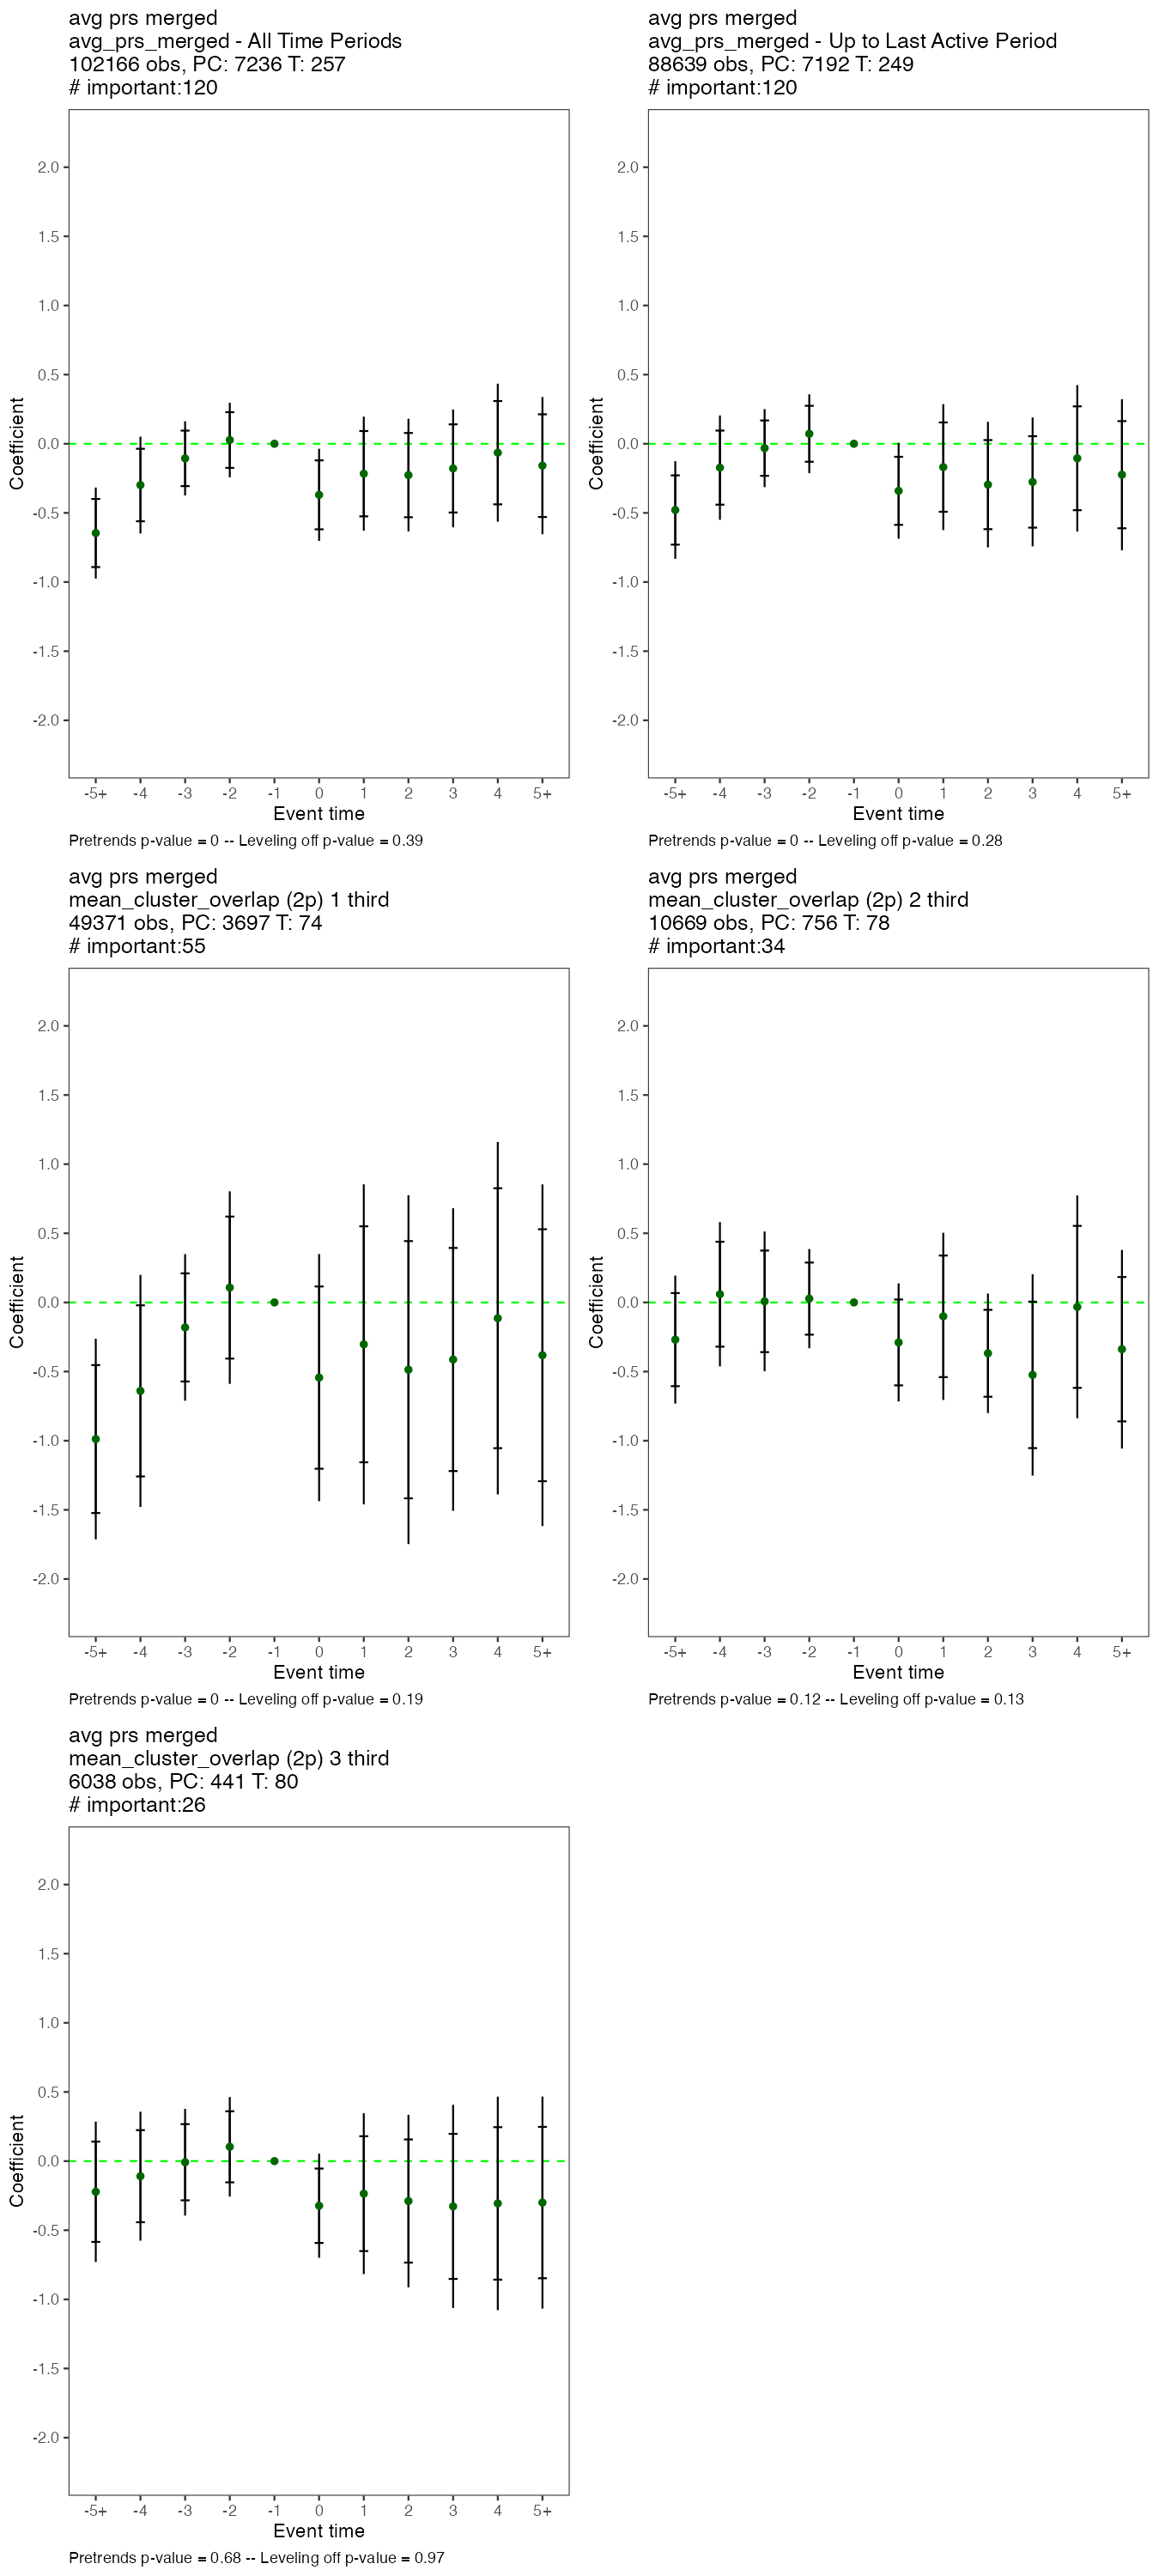 avg prs merged
avg_prs_merged - All Time Periods
102166 obs, PC: 7236 T: 257
# important:120
2.0
1.5
1.0
0.5
0.0
-0.5
-1.0
-1.5
-2.0
Coefficient
-5+ -4 -3 -2 -1 0 1 2 3 4 5+
Event time
Pretrends p-value = 0 -- Leveling off p-value = 0.39
avg prs merged
avg_prs_merged - Up to Last Active Period
88639 obs, PC: 7192 T: 249
# important:120
2.0
1.5
1.0
0.5
0.0
-0.5
-1.0
-1.5
-2.0
Coefficient
-5+ -4 -3 -2 -1 0 1 2 3 4 5+
Event time
Pretrends p-value = 0 -- Leveling off p-value = 0.28
avg prs merged
mean_cluster_overlap (2p) 1 third
49371 obs, PC: 3697 T: 74
# important:55
2.0
1.5
1.0
0.5
0.0
-0.5
-1.0
-1.5
-2.0
Coefficient
-5+ -4 -3 -2 -1 0 1 2 3 4 5+
Event time
Pretrends p-value = 0 -- Leveling off p-value = 0.19
avg prs merged
mean_cluster_overlap (2p) 2 third
10669 obs, PC: 756 T: 78
# important:34
2.0
1.5
1.0
0.5
0.0
-0.5
-1.0
-1.5
-2.0
Coefficient
-5+ -4 -3 -2 -1 0 1 2 3 4 5+
Event time
Pretrends p-value = 0.12 -- Leveling off p-value = 0.13
avg prs merged
mean_cluster_overlap (2p) 3 third
6038 obs, PC: 441 T: 80
# important:26
2.0
1.5
1.0
0.5
0.0
-0.5
-1.0
-1.5
-2.0
Coefficient
-5+ -4 -3 -2 -1 0 1 2 3 4 5+
Event time
Pretrends p-value = 0.68 -- Leveling off p-value = 0.97